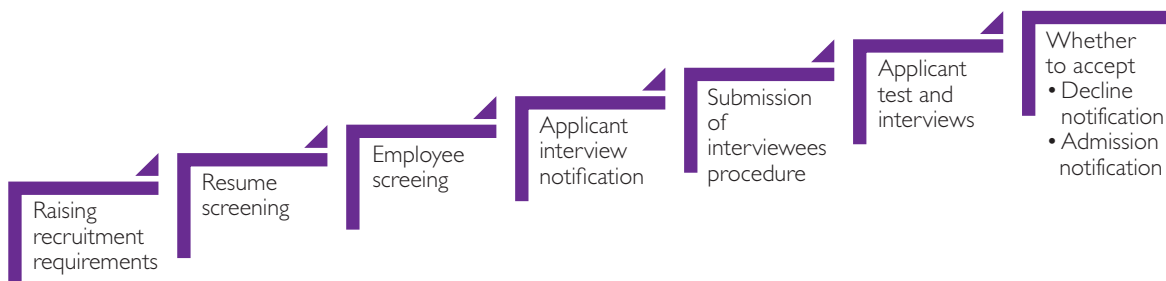 Raising
recruitment
requirements
Resume
screening
Employee
screeing
Applicant
interview
notification
Submission
of
interviewees
procedure
Applicant
test and
interviews
Whether
to accept
• Decline
notification
• Admission
notification